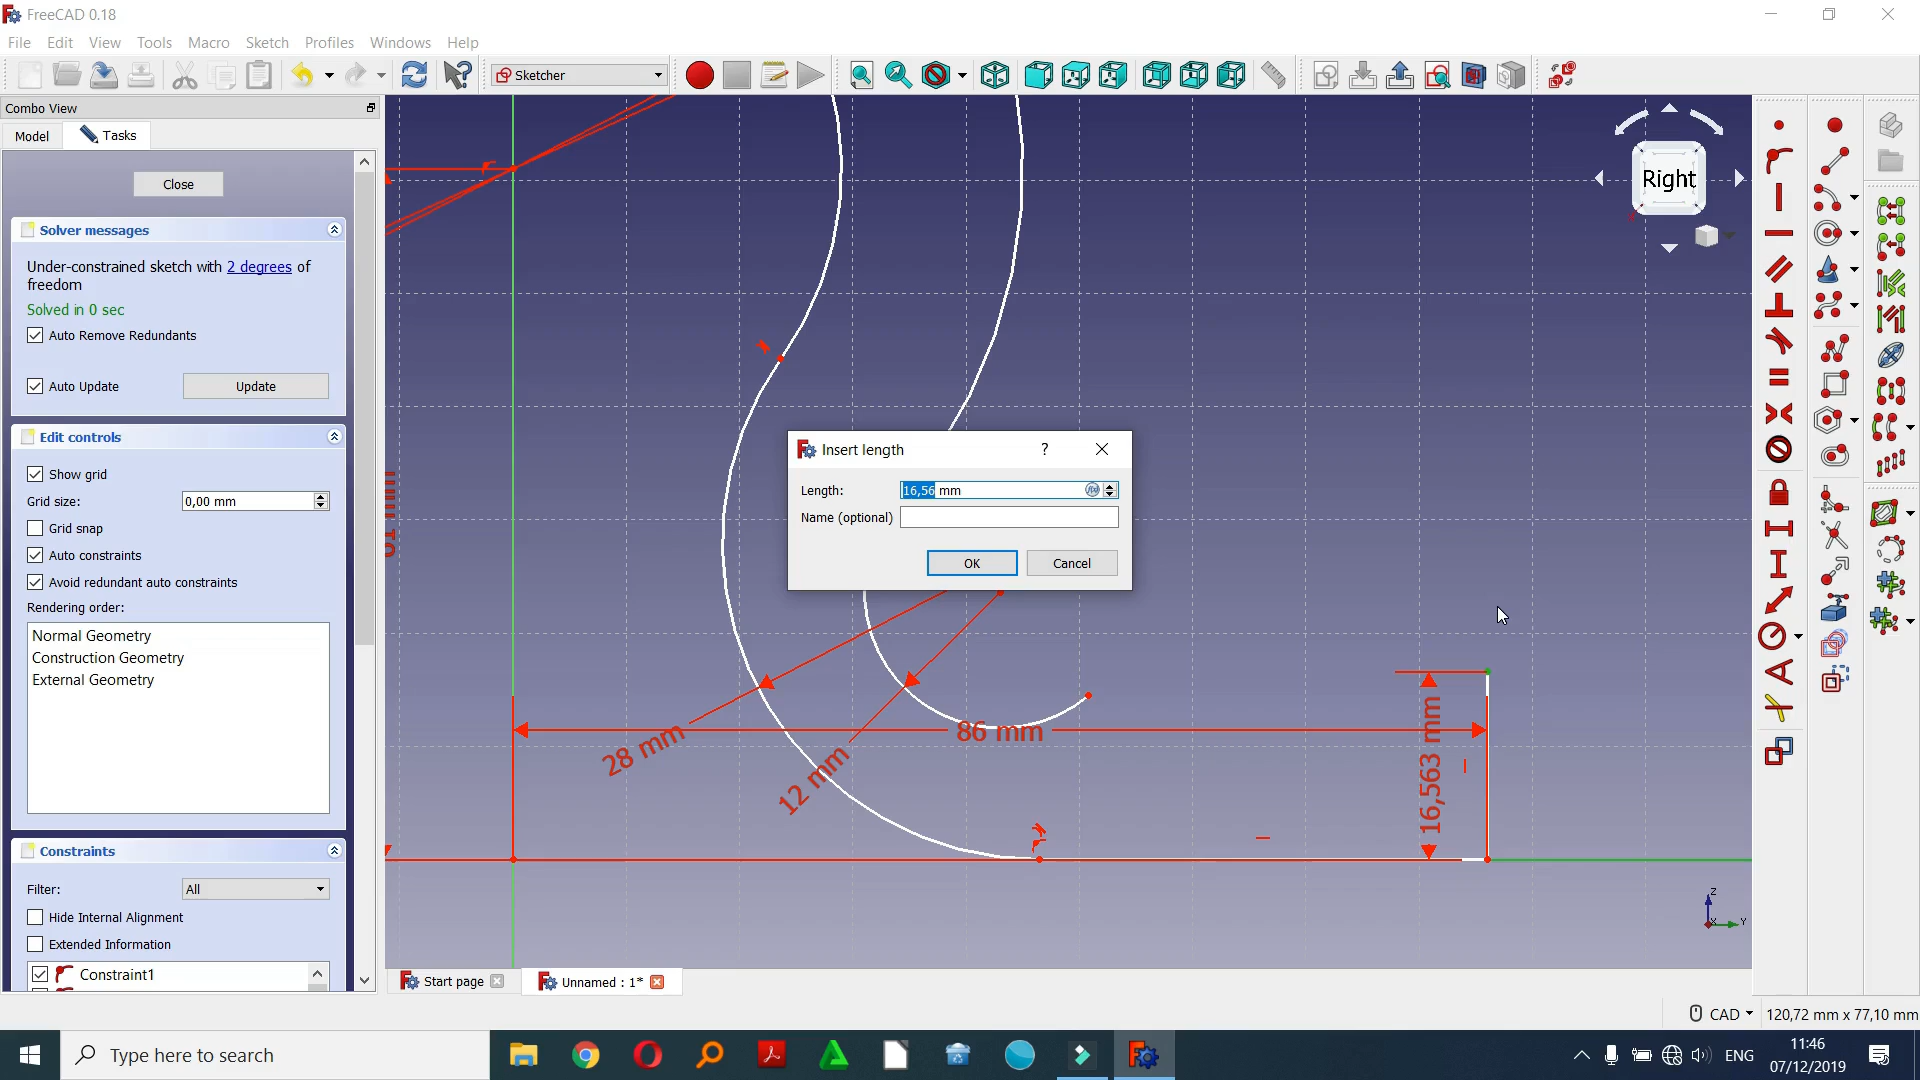 FreeCAD 0.18
File Edit View Tools Macro Sketch Profiles Windows Help
Sketcher
Combo View
Model Tasks
Close
Solver messages
Under-constrained sketch with 2 degrees of
freedom
Solved in 0 sec
Auto Remove Redundants
Auto Update Update
Edit controls
Show grid
Grid size: 0,00 mm
Grid snap
Auto constraints
Avoid redundant auto constraints
Rendering order:
Normal Geometry
Construction Geometry
External Geometry
Constraints
Filter: All
Hide Internal Alignment
Extended Information
Constraint1
Right
Insert length ?
Length: 16,56 mm
Name (optional)
OK Cancel
28 mm
12 mm
86 mm
16,563 mm
Z
X Y
Start page Unnamed : 1*
CAD 120,72 mm x 77,10 mm
Type here to search
ENG
11:46
07/12/2019